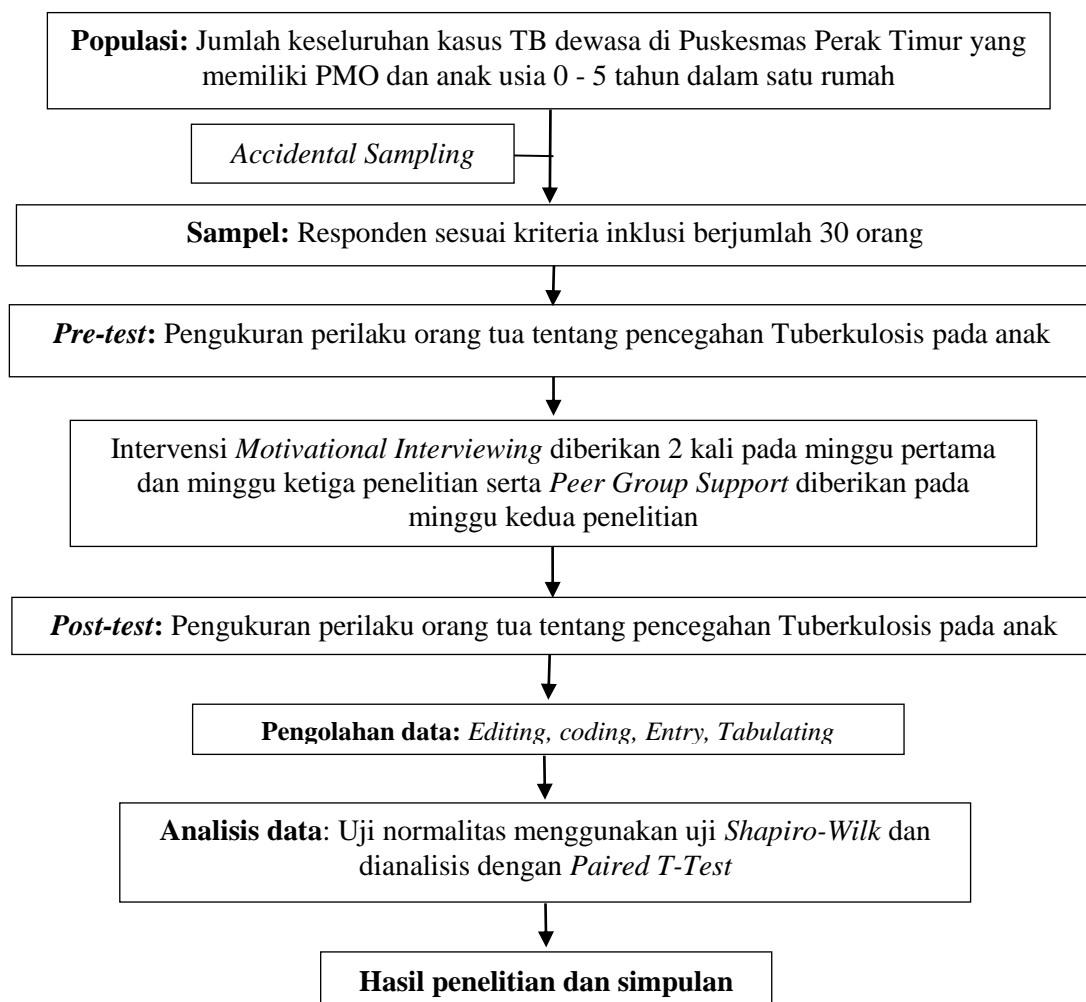 Populasi: Jumlah keseluruhan kasus TB dewasa di Puskesmas Perak Timur yang
memiliki PMO dan anak usia 0 - 5 tahun dalam satu rumah
Accidental Sampling
Sampel: Responden sesuai kriteria inklusi berjumlah 30 orang
Pre-test: Pengukuran perilaku orang tua tentang pencegahan Tuberkulosis pada anak
Intervensi Motivational Interviewing diberikan 2 kali pada minggu pertama
dan minggu ketiga penelitian serta Peer Group Support diberikan pada
minggu kedua penelitian
Post-test: Pengukuran perilaku orang tua tentang pencegahan Tuberkulosis pada anak
Pengolahan data: Editing, coding, Entry, Tabulating
Analisis data: Uji normalitas menggunakan uji Shapiro-Wilk dan
dianalisis dengan Paired T-Test
Hasil penelitian dan simpulan